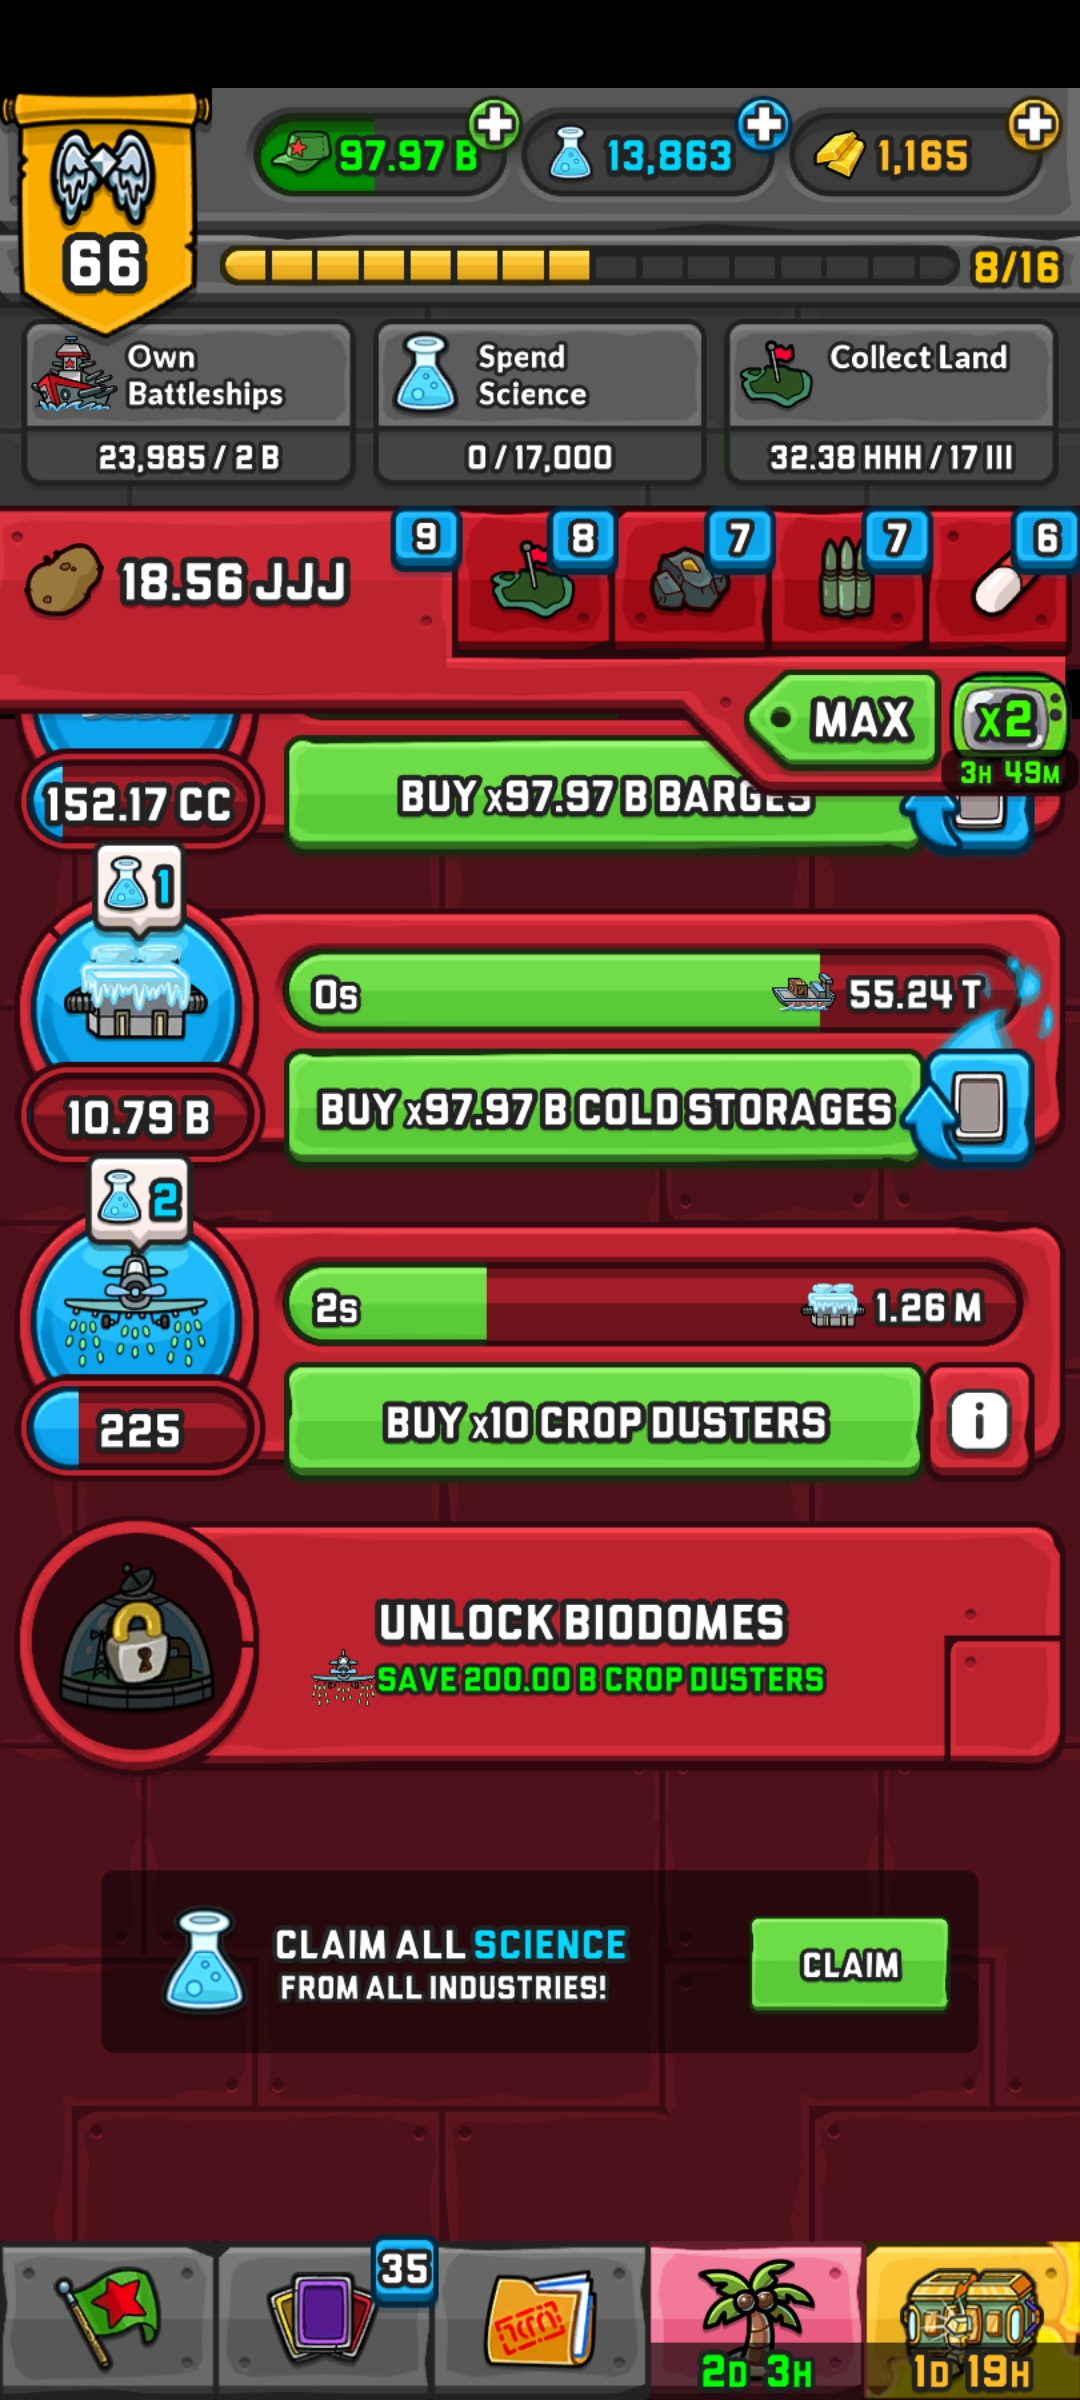 97.97 B
13,863
1,165
66
8/16
Own
Battleships
23,985 / 2 B
Spend
Science
0 / 17,000
Collect Land
32.38 HHH / 17 III
18.56 JJJ
9
8
7
7
6
MAX
x2
3H 49M
152.17 CC
BUY x97.97 B BARGES
1
0s
55.24 T
10.79 B
BUY x97.97 B COLD STORAGES
2
2s
1.26 M
225
BUY x10 CROP DUSTERS
i
UNLOCK BIODOMES
SAVE 200.00 B CROP DUSTERS
CLAIM ALL SCIENCE
FROM ALL INDUSTRIES!
CLAIM
35
2D 3H
1D 19H